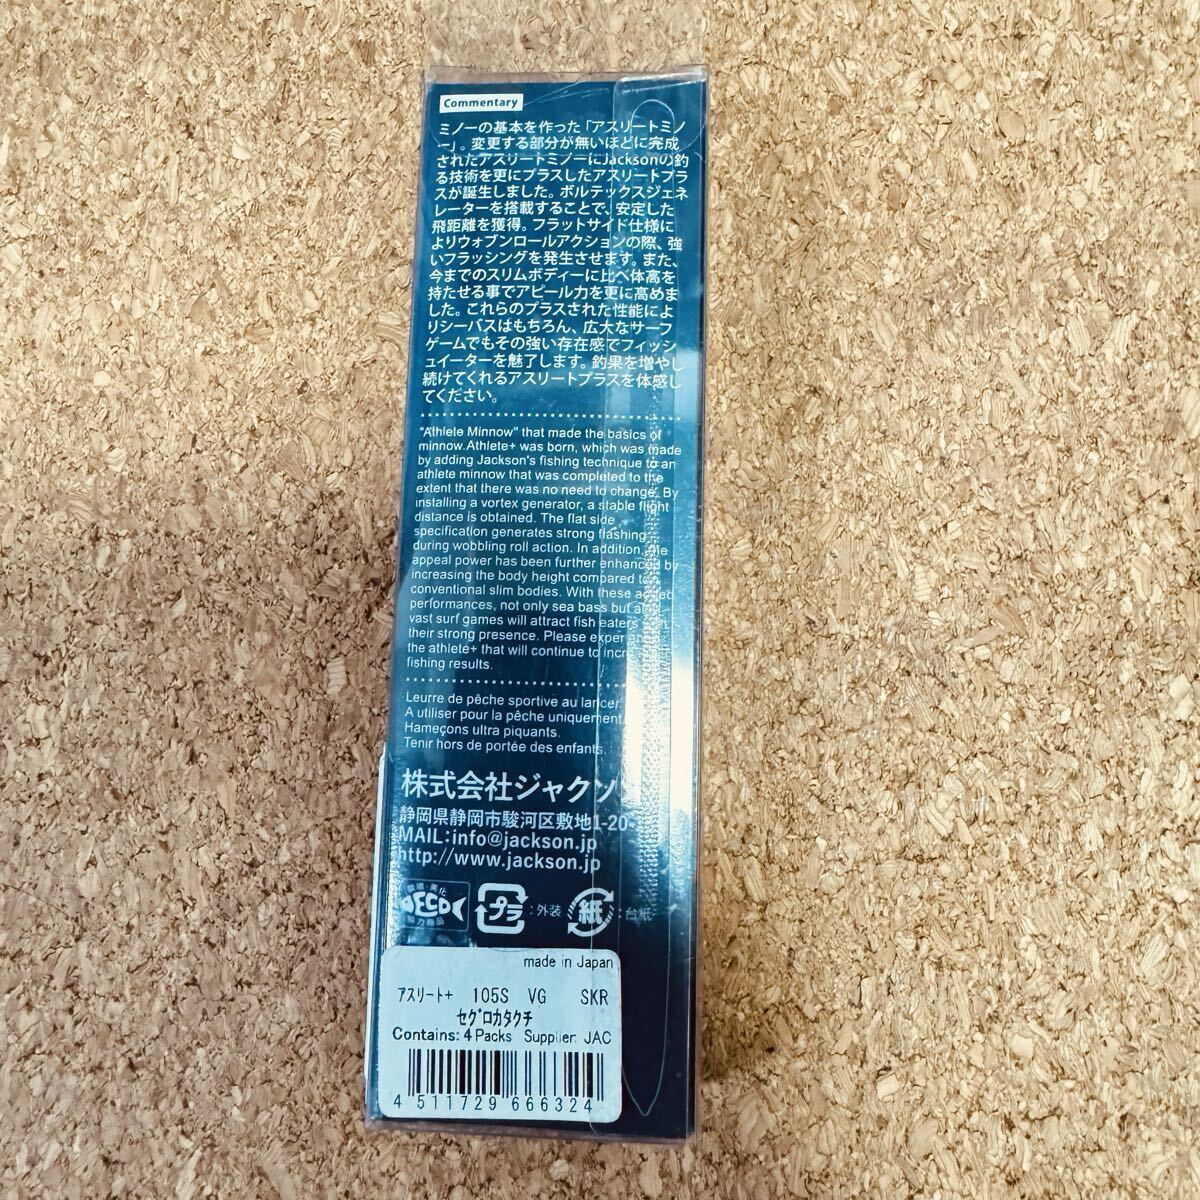 Commentary
ミノーの基本を作った「アスリートミノ
ー」。変更する部分が無いほどに完成
されたアスリートミノーにJacksonの釣
る技術を更にプラスしたアスリートプラ
スが誕生しました。ボルテックスジェネ
レーターを搭載することで、安定した
飛距離を獲得。フラットサイド仕様に
よりウォブンロールアクションの際、強
いフラッシングを発生させます。また、
今までのスリムボディーに比べ体高を
持たせる事でアピール力を更に高めま
した。これらのプラスされた性能によ
りシーバスはもちろん、広大なサーフ
ゲームでもその強い存在感でフィッシ
ュイーターを魅了します。釣果を増やし
続けてくれるアスリートプラスを体感し
てください。
"Athlete Minnow" that made the basics of
minnow.Athlete+ was born, which was made
by adding Jackson's fishing technique to an
athlete minnow that was completed to the
extent that there was no need to change. By
installing a vortex generator, a stable flight
distance is obtained. The flat side
specification generates strong flashing
during wobbling roll action. In addition, the
appeal power has been further enhanced by
increasing the body height compared to
conventional slim bodies. With these added
performances, not only sea bass but
vast surf games will attract fish eaters
their strong presence. Please
the athlete+ that will continue to
fishing results.
Leurre de pêche sportive au lancer.
A utiliser pour la pêche uniquement.
Hameçons ultra piquants.
Tenir hors de portée des enfants.
株式会社ジャクソン
静岡県静岡市駿河区敷地1-20-
MAIL:info@jackson.jp
http://www.jackson.jp
環境・美化
ECO
協力商品
プラ:外装
紙:台紙
made in Japan
ｱｽﾘｰﾄ+ 105S VG SKR
ｾｸﾞﾛｶﾀｸﾁ
Contains: 4 Packs Supplier: JAC
4 511729 666324